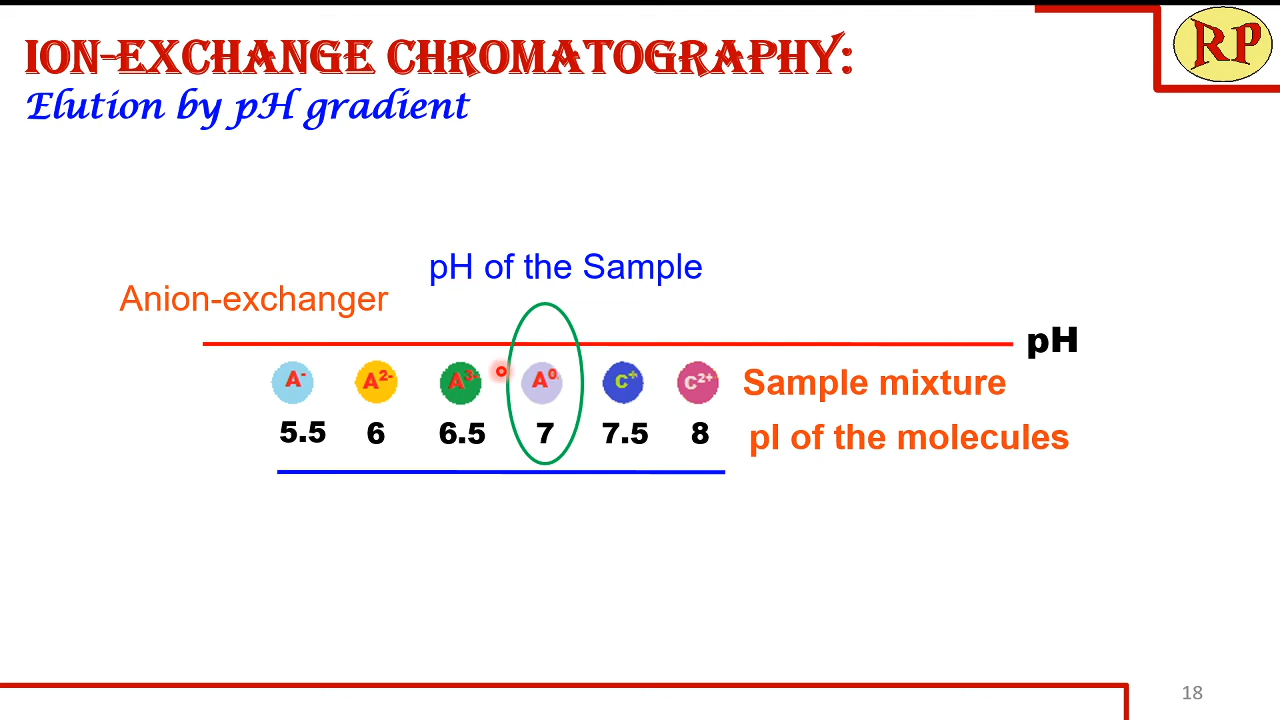 ION-EXCHANGE CHROMATOGRAPHY:
RP
Elution by pH gradient
pH of the Sample
Anion-exchanger
pH
A⁻ A²⁻ A³⁻ A⁰ C⁺ C²⁺ Sample mixture
5.5 6 6.5 7 7.5 8 pI of the molecules
18